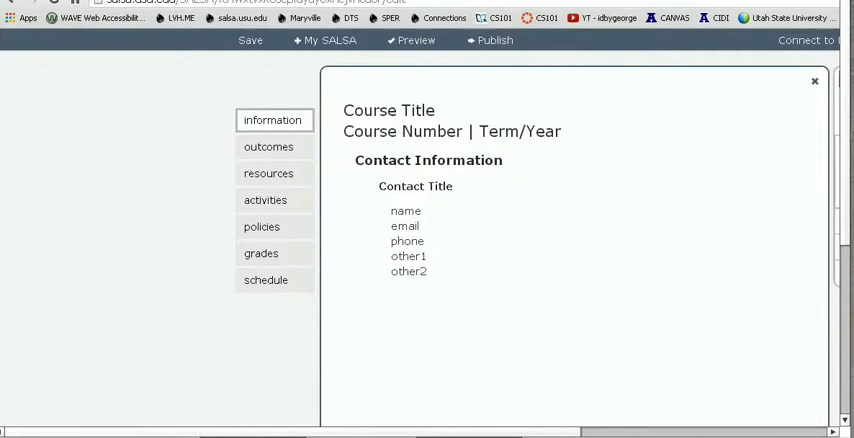 Apps WAVE Web Accessibilit... LVH.ME salsa.usu.edu Maryville DTS SPER Connections CS101 CS101 YT - idbygeorge CANVAS CIDI Utah State University ...
Save My SALSA Preview Publish Connect to
information
outcomes
resources
activities
policies
grades
schedule
Course Title
Course Number | Term/Year
Contact Information
Contact Title
name
email
phone
other1
other2